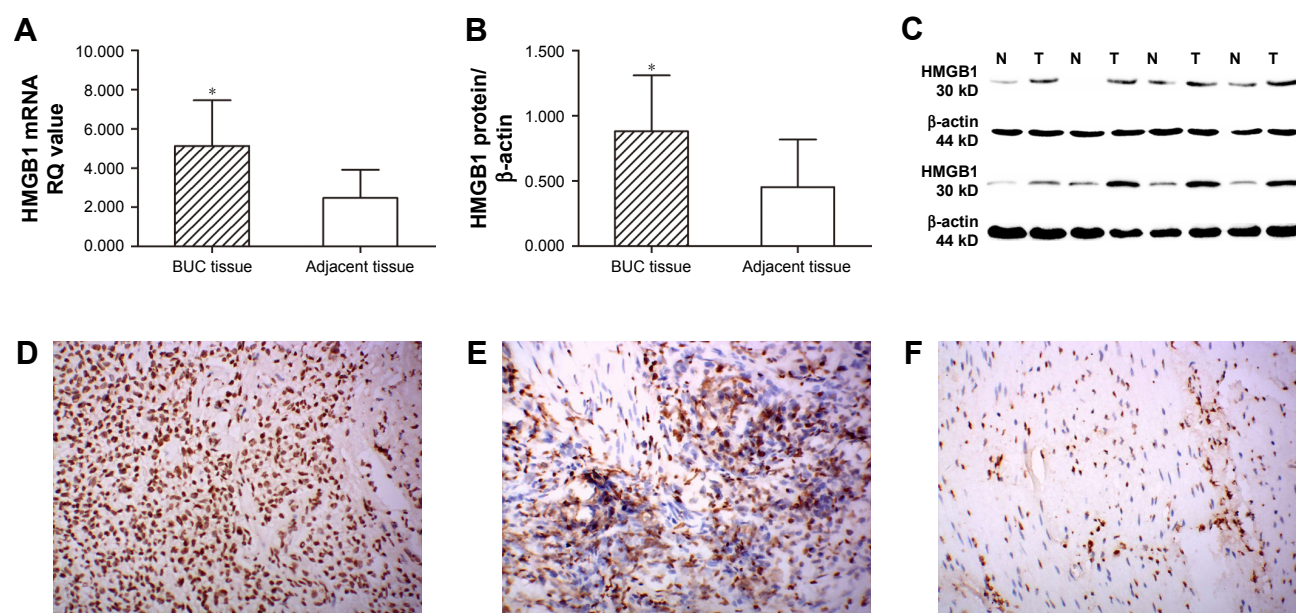 A
HMGB1 mRNA
RQ value
10.000
8.000
6.000
4.000
2.000
0.000
*
BUC tissue
Adjacent tissue
B
HMGB1 protein/
β-actin
1.500
1.000
0.500
0.000
*
BUC tissue
Adjacent tissue
C
N T N T N T N T
HMGB1
30 kD
β-actin
44 kD
HMGB1
30 kD
β-actin
44 kD
D
E
F